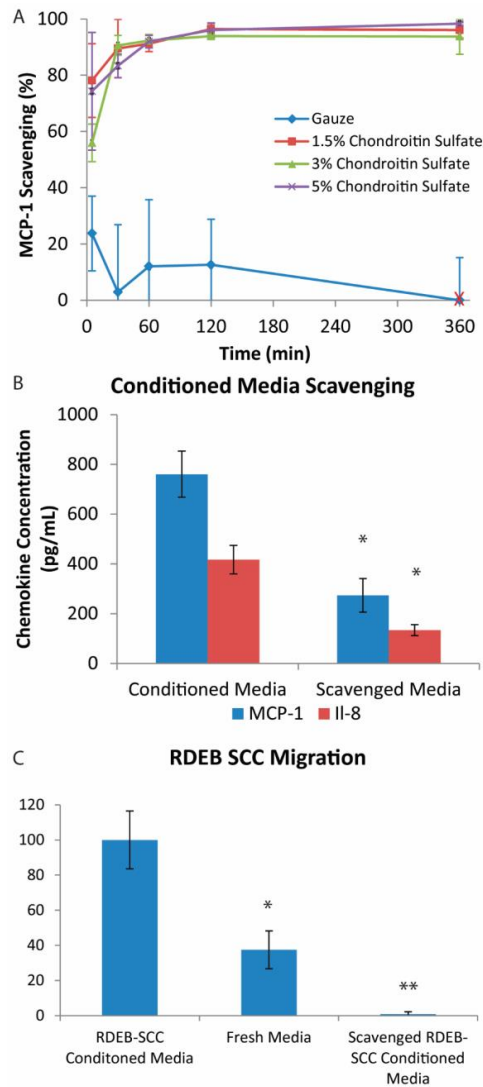 A
MCP-1 Scavenging (%)
100
80
60
40
20
0
Gauze
1.5% Chondroitin Sulfate
3% Chondroitin Sulfate
5% Chondroitin Sulfate
0 60 120 180 240 300 360
Time (min)
B
Conditioned Media Scavenging
Chemokine Concentration
(pg/mL)
1000
800
600
400
200
0
* *
Conditioned Media Scavenged Media
MCP-1 Il-8
C
RDEB SCC Migration
120
100
80
60
40
20
0
* **
RDEB-SCC
Conditoned Media
Fresh Media
Scavenged RDEB-
SCC Conditioned
Media